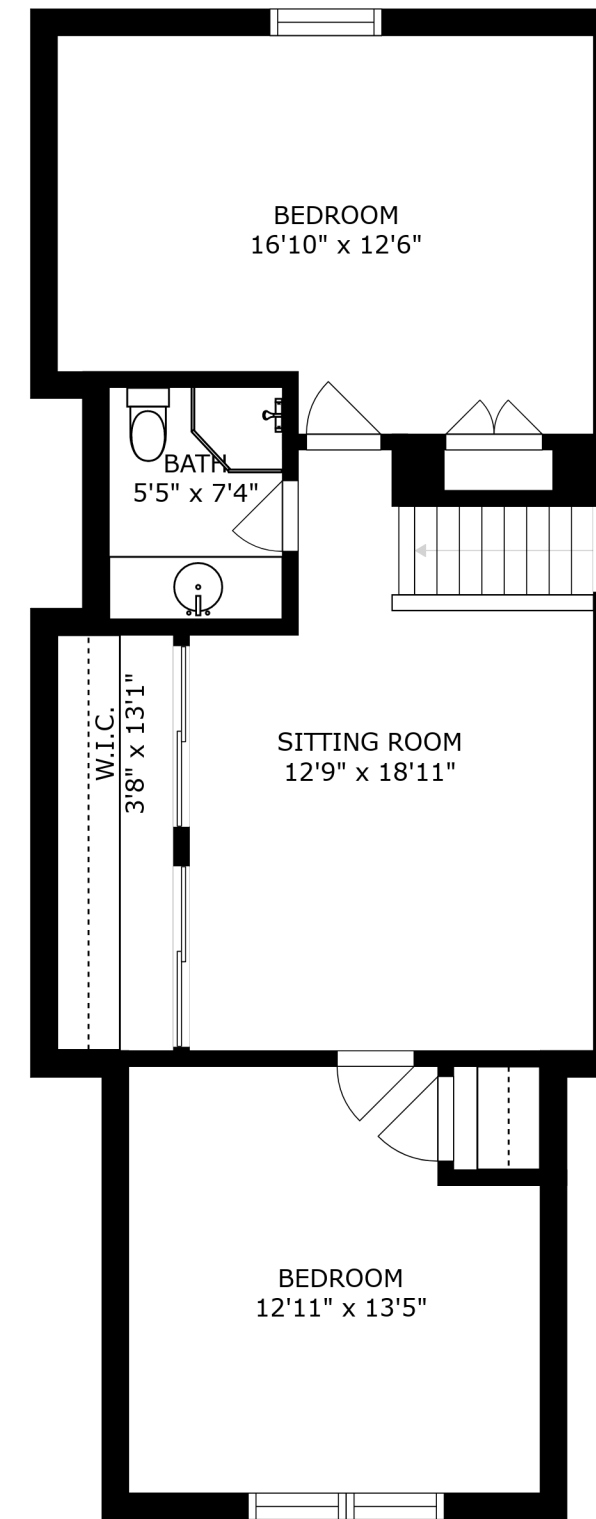 BEDROOM
16'10" x 12'6"
BATH
5'5" x 7'4"
W.I.C.
3'8" x 13'1"
SITTING ROOM
12'9" x 18'11"
BEDROOM
12'11" x 13'5"